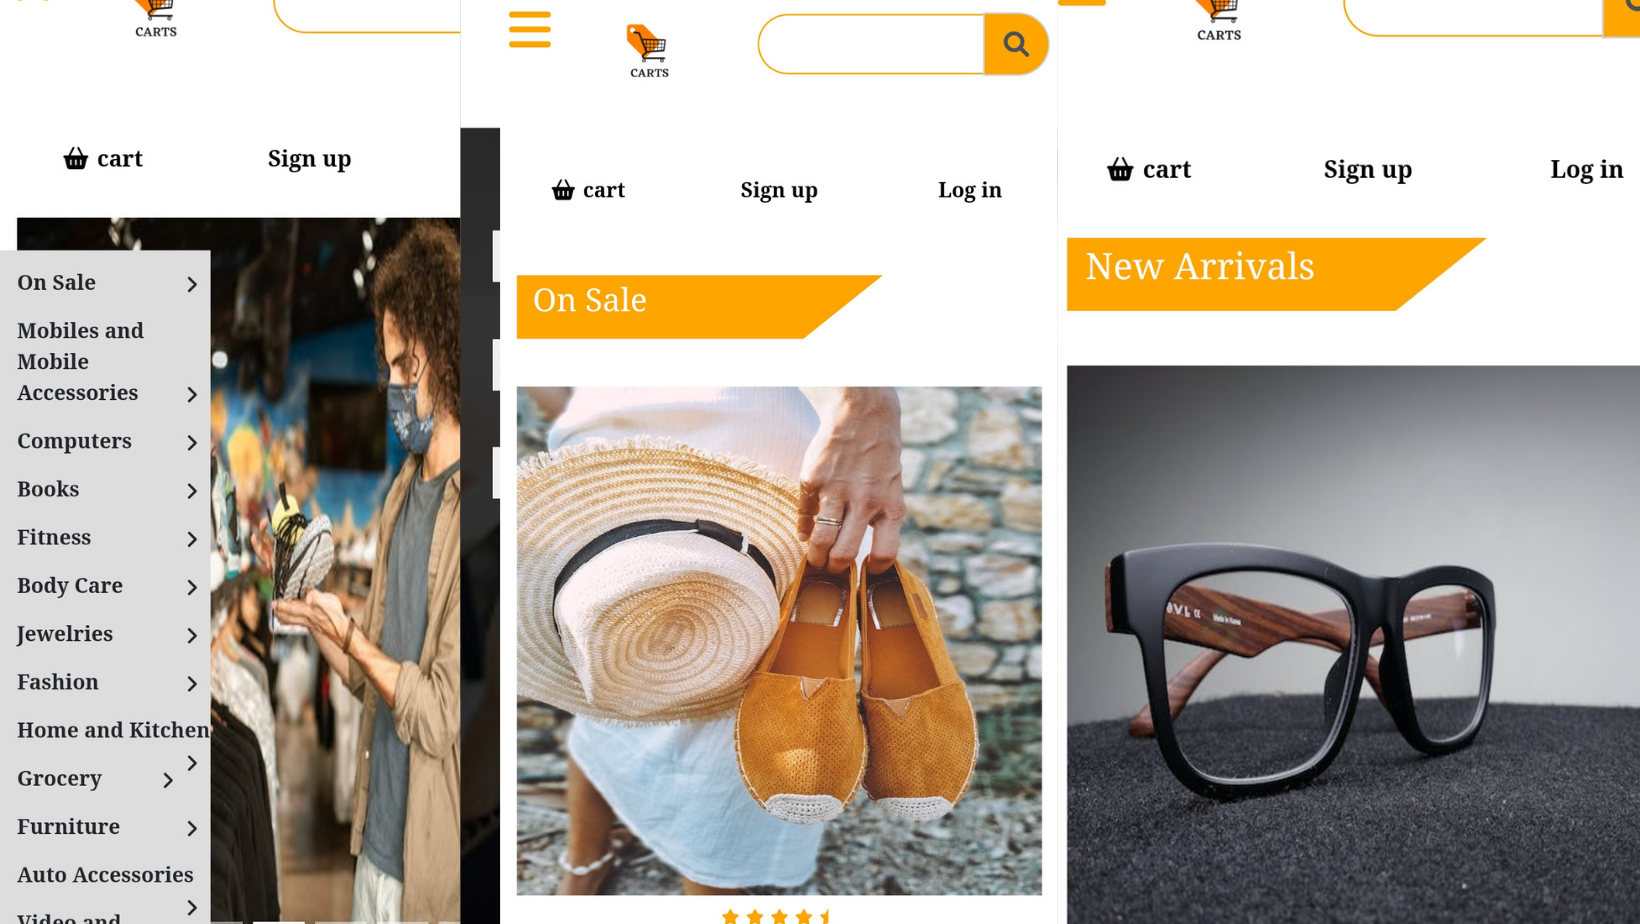 CARTS
cart
Sign up
On Sale
Mobiles and
Mobile
Accessories
Computers
Books
Fitness
Body Care
Jewelries
Fashion
Home and Kitchen
Grocery
Furniture
Auto Accessories
Video and
CARTS
cart
Sign up
Log in
On Sale
CARTS
cart
Sign up
Log in
New Arrivals